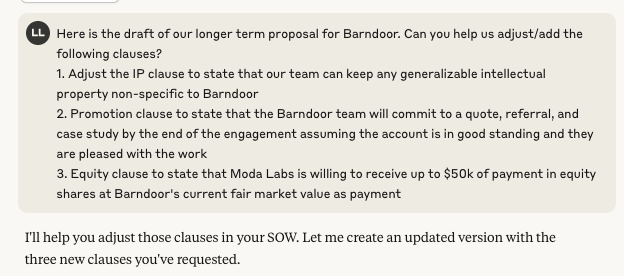 LL
Here is the draft of our longer term proposal for Barndoor. Can you help us adjust/add the
following clauses?
1. Adjust the IP clause to state that our team can keep any generalizable intellectual
property non-specific to Barndoor
2. Promotion clause to state that the Barndoor team will commit to a quote, referral, and
case study by the end of the engagement assuming the account is in good standing and they
are pleased with the work
3. Equity clause to state that Moda Labs is willing to receive up to $50k of payment in equity
shares at Barndoor's current fair market value as payment
I'll help you adjust those clauses in your SOW. Let me create an updated version with the
three new clauses you've requested.